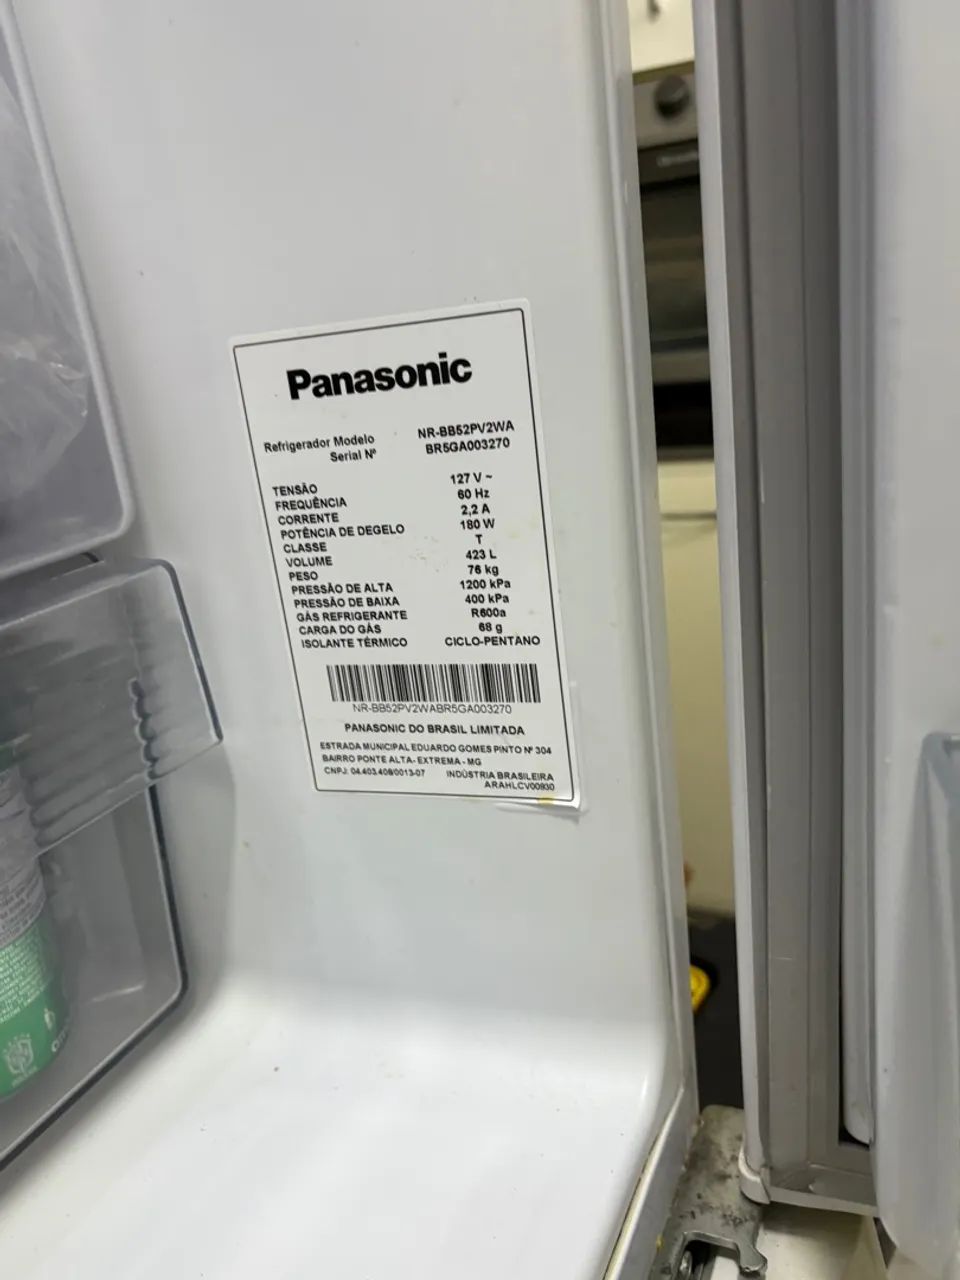 Panasonic
Refrigerador Modelo NR-BB52PV2WA
Serial Nº BR5GA003270
TENSÃO 127 V ~
FREQUÊNCIA 60 Hz
CORRENTE 2,2 A
POTÊNCIA DE DEGELO 180 W
CLASSE T
VOLUME 423 L
PESO 76 kg
PRESSÃO DE ALTA 1200 kPa
PRESSÃO DE BAIXA 400 kPa
GÁS REFRIGERANTE R600a
CARGA DO GÁS 68 g
ISOLANTE TÉRMICO CICLO-PENTANO
NR-BB52PV2WABR5GA003270
PANASONIC DO BRASIL LIMITADA
ESTRADA MUNICIPAL EDUARDO GOMES PINTO Nº 304
BAIRRO PONTE ALTA- EXTREMA - MG
CNPJ: 04.403.408/0013-07 INDÚSTRIA BRASILEIRA
ARAHLCV00930